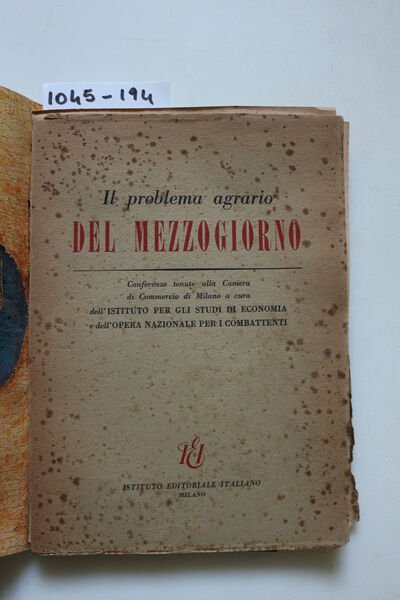 1045-194
Il problema agrario
DEL MEZZOGIORNO
Conferenze tenute alla Camera
di Commercio di Milano a cura
dell'ISTITUTO PER GLI STUDI DI ECONOMIA
e dell'OPERA NAZIONALE PER I COMBATTENTI
IEI
ISTITUTO EDITORIALE ITALIANO
MILANO